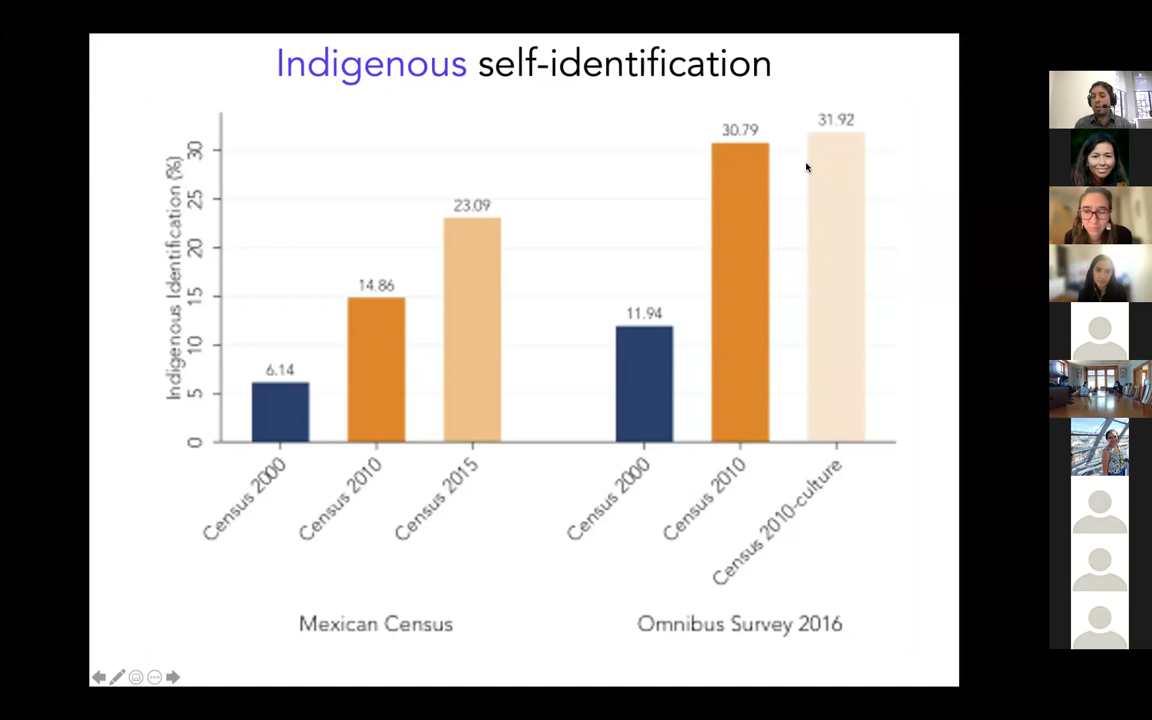 Indigenous self-identification
Indigenous Identification (%)
30
25
20
15
10
5
0
6.14
14.86
23.09
11.94
30.79
31.92
Census 2000
Census 2010
Census 2015
Census 2000
Census 2010
Census 2010-culture
Mexican Census
Omnibus Survey 2016